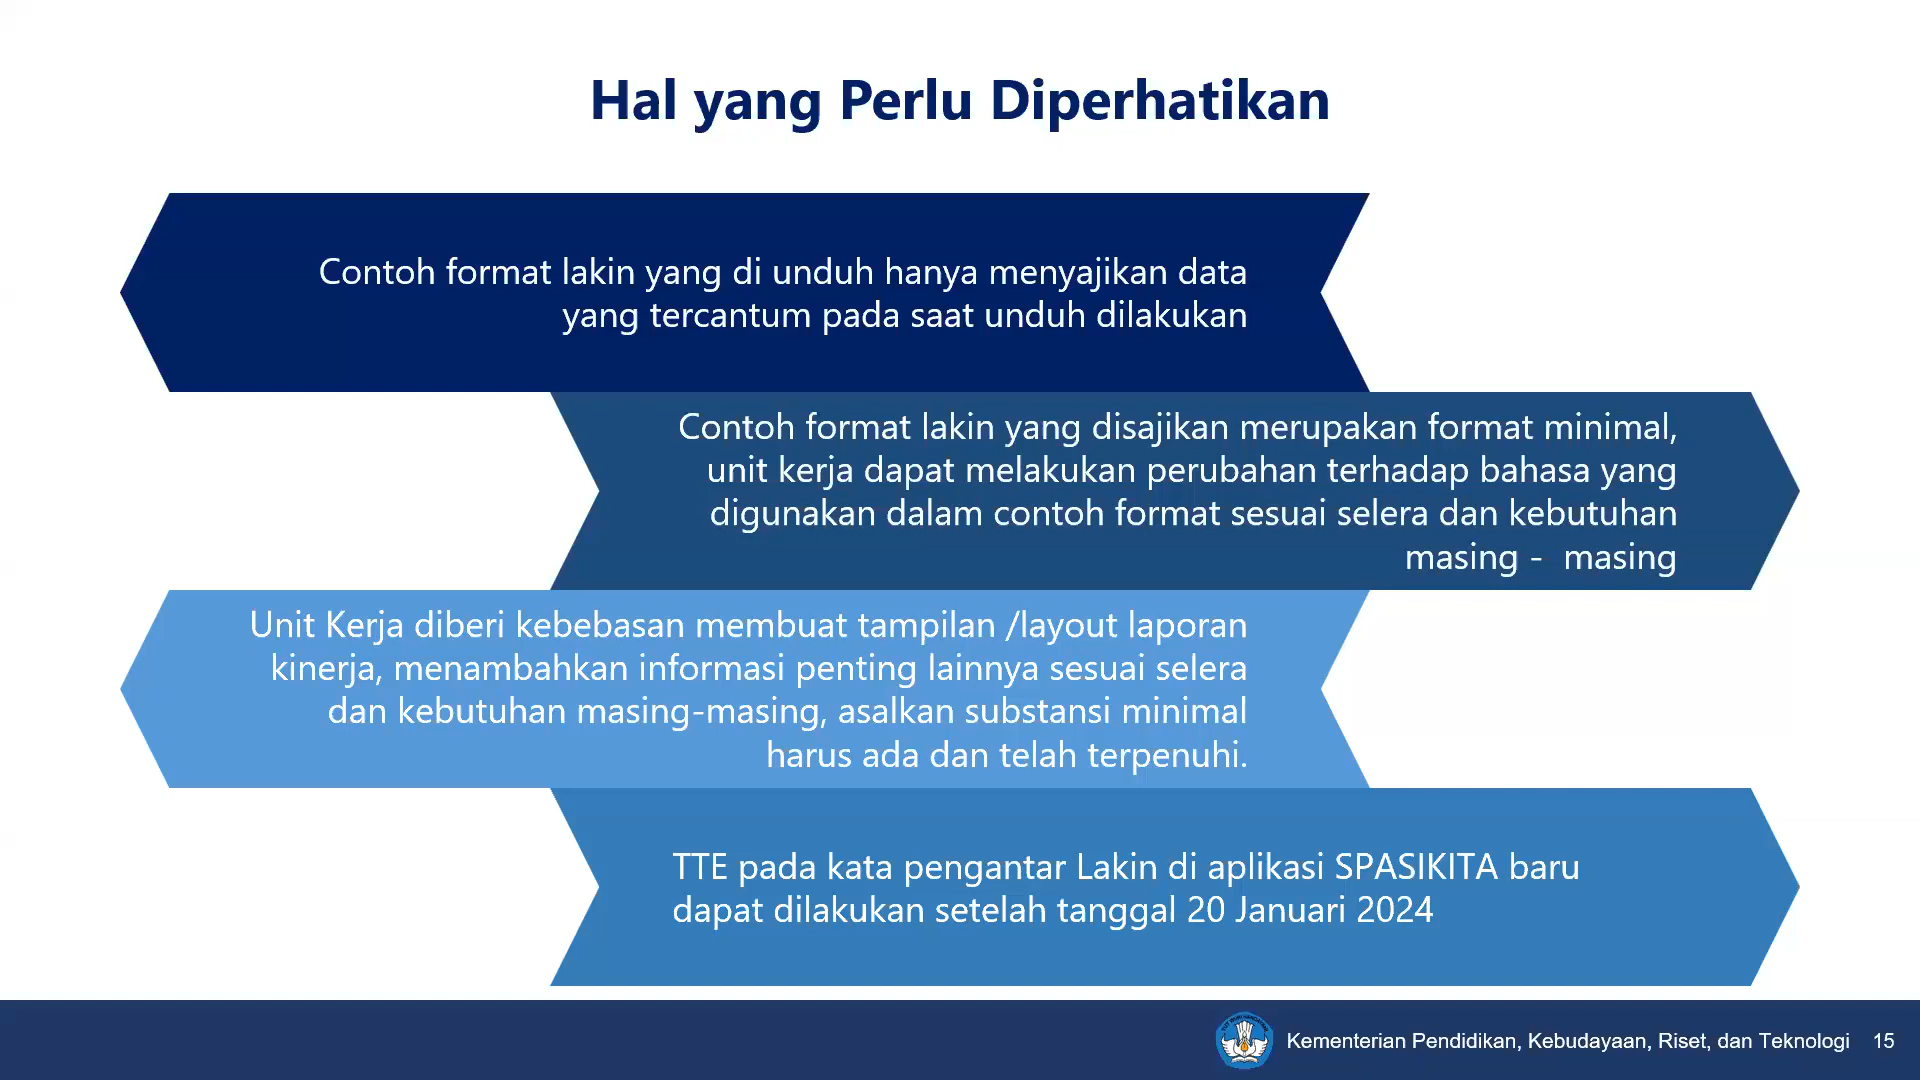 Hal yang Perlu Diperhatikan
Contoh format lakin yang di unduh hanya menyajikan data
yang tercantum pada saat unduh dilakukan
Contoh format lakin yang disajikan merupakan format minimal,
unit kerja dapat melakukan perubahan terhadap bahasa yang
digunakan dalam contoh format sesuai selera dan kebutuhan
masing -  masing
Unit Kerja diberi kebebasan membuat tampilan /layout laporan
kinerja, menambahkan informasi penting lainnya sesuai selera
dan kebutuhan masing-masing, asalkan substansi minimal
harus ada dan telah terpenuhi.
TTE pada kata pengantar Lakin di aplikasi SPASIKITA baru
dapat dilakukan setelah tanggal 20 Januari 2024
Kementerian Pendidikan, Kebudayaan, Riset, dan Teknologi 15